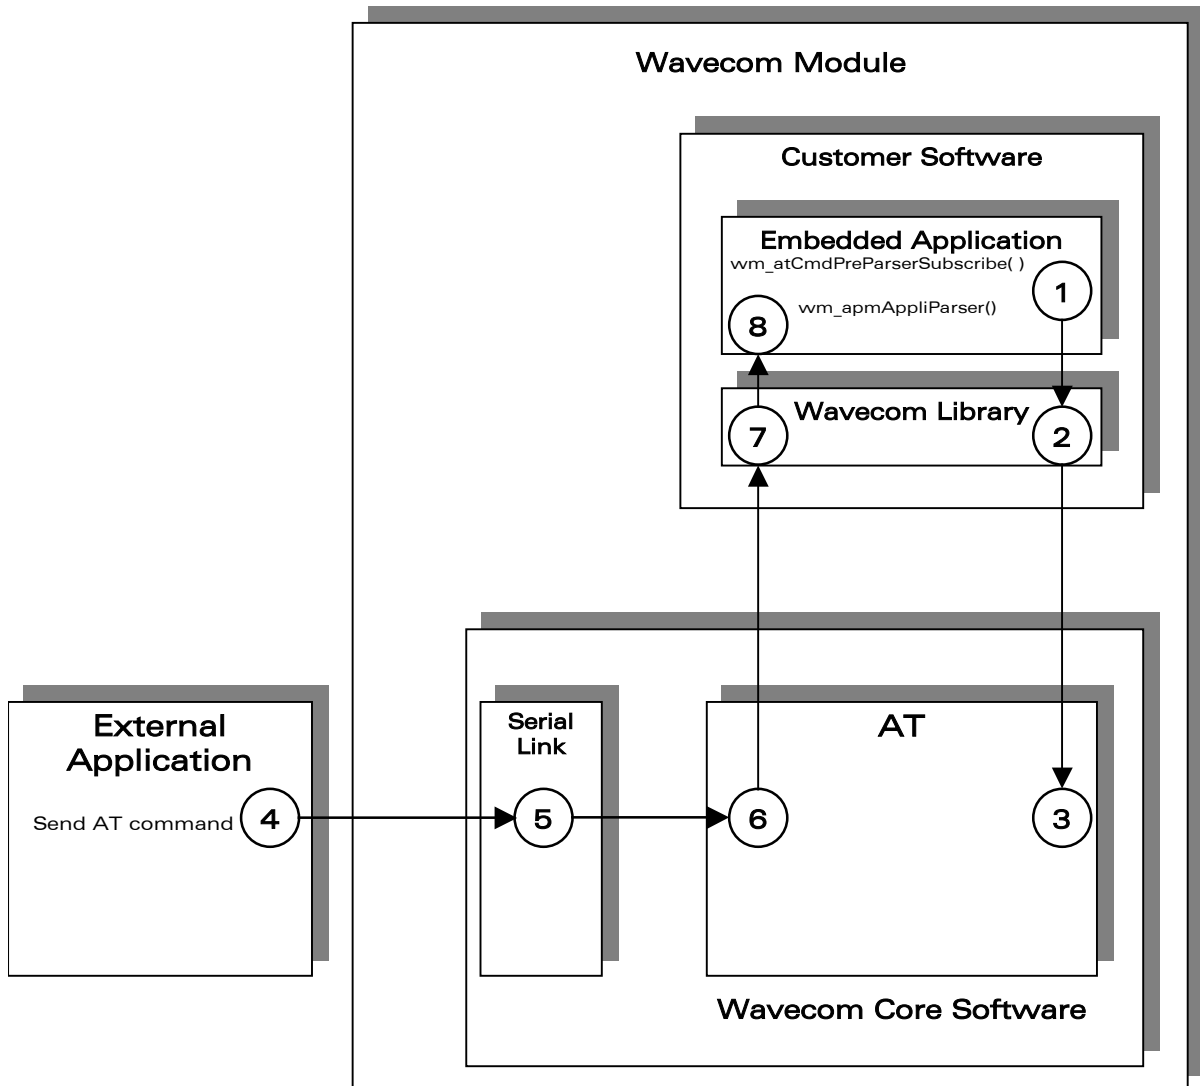 Wavecom Module
Customer Software
Embedded Application
wm_atCmdPreParserSubscribe( )
1
wm_apmAppliParser()
8
Wavecom Library
7
2
External
Application
Serial
Link
AT
Send AT command
4
5
6
3
Wavecom Core Software